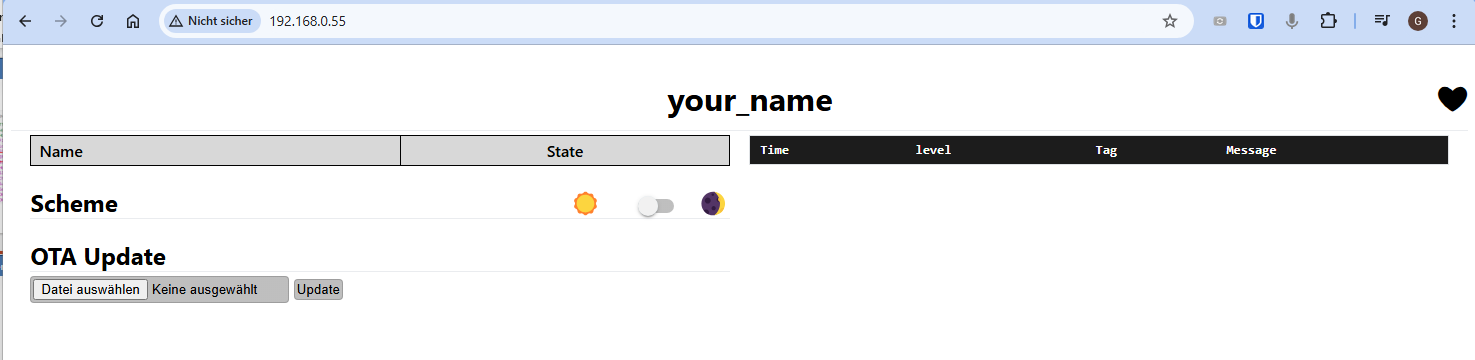 Nicht sicher 192.168.0.55 G
your_name
Name State
Time level Tag Message
Scheme
OTA Update
Datei auswählen Keine ausgewählt Update